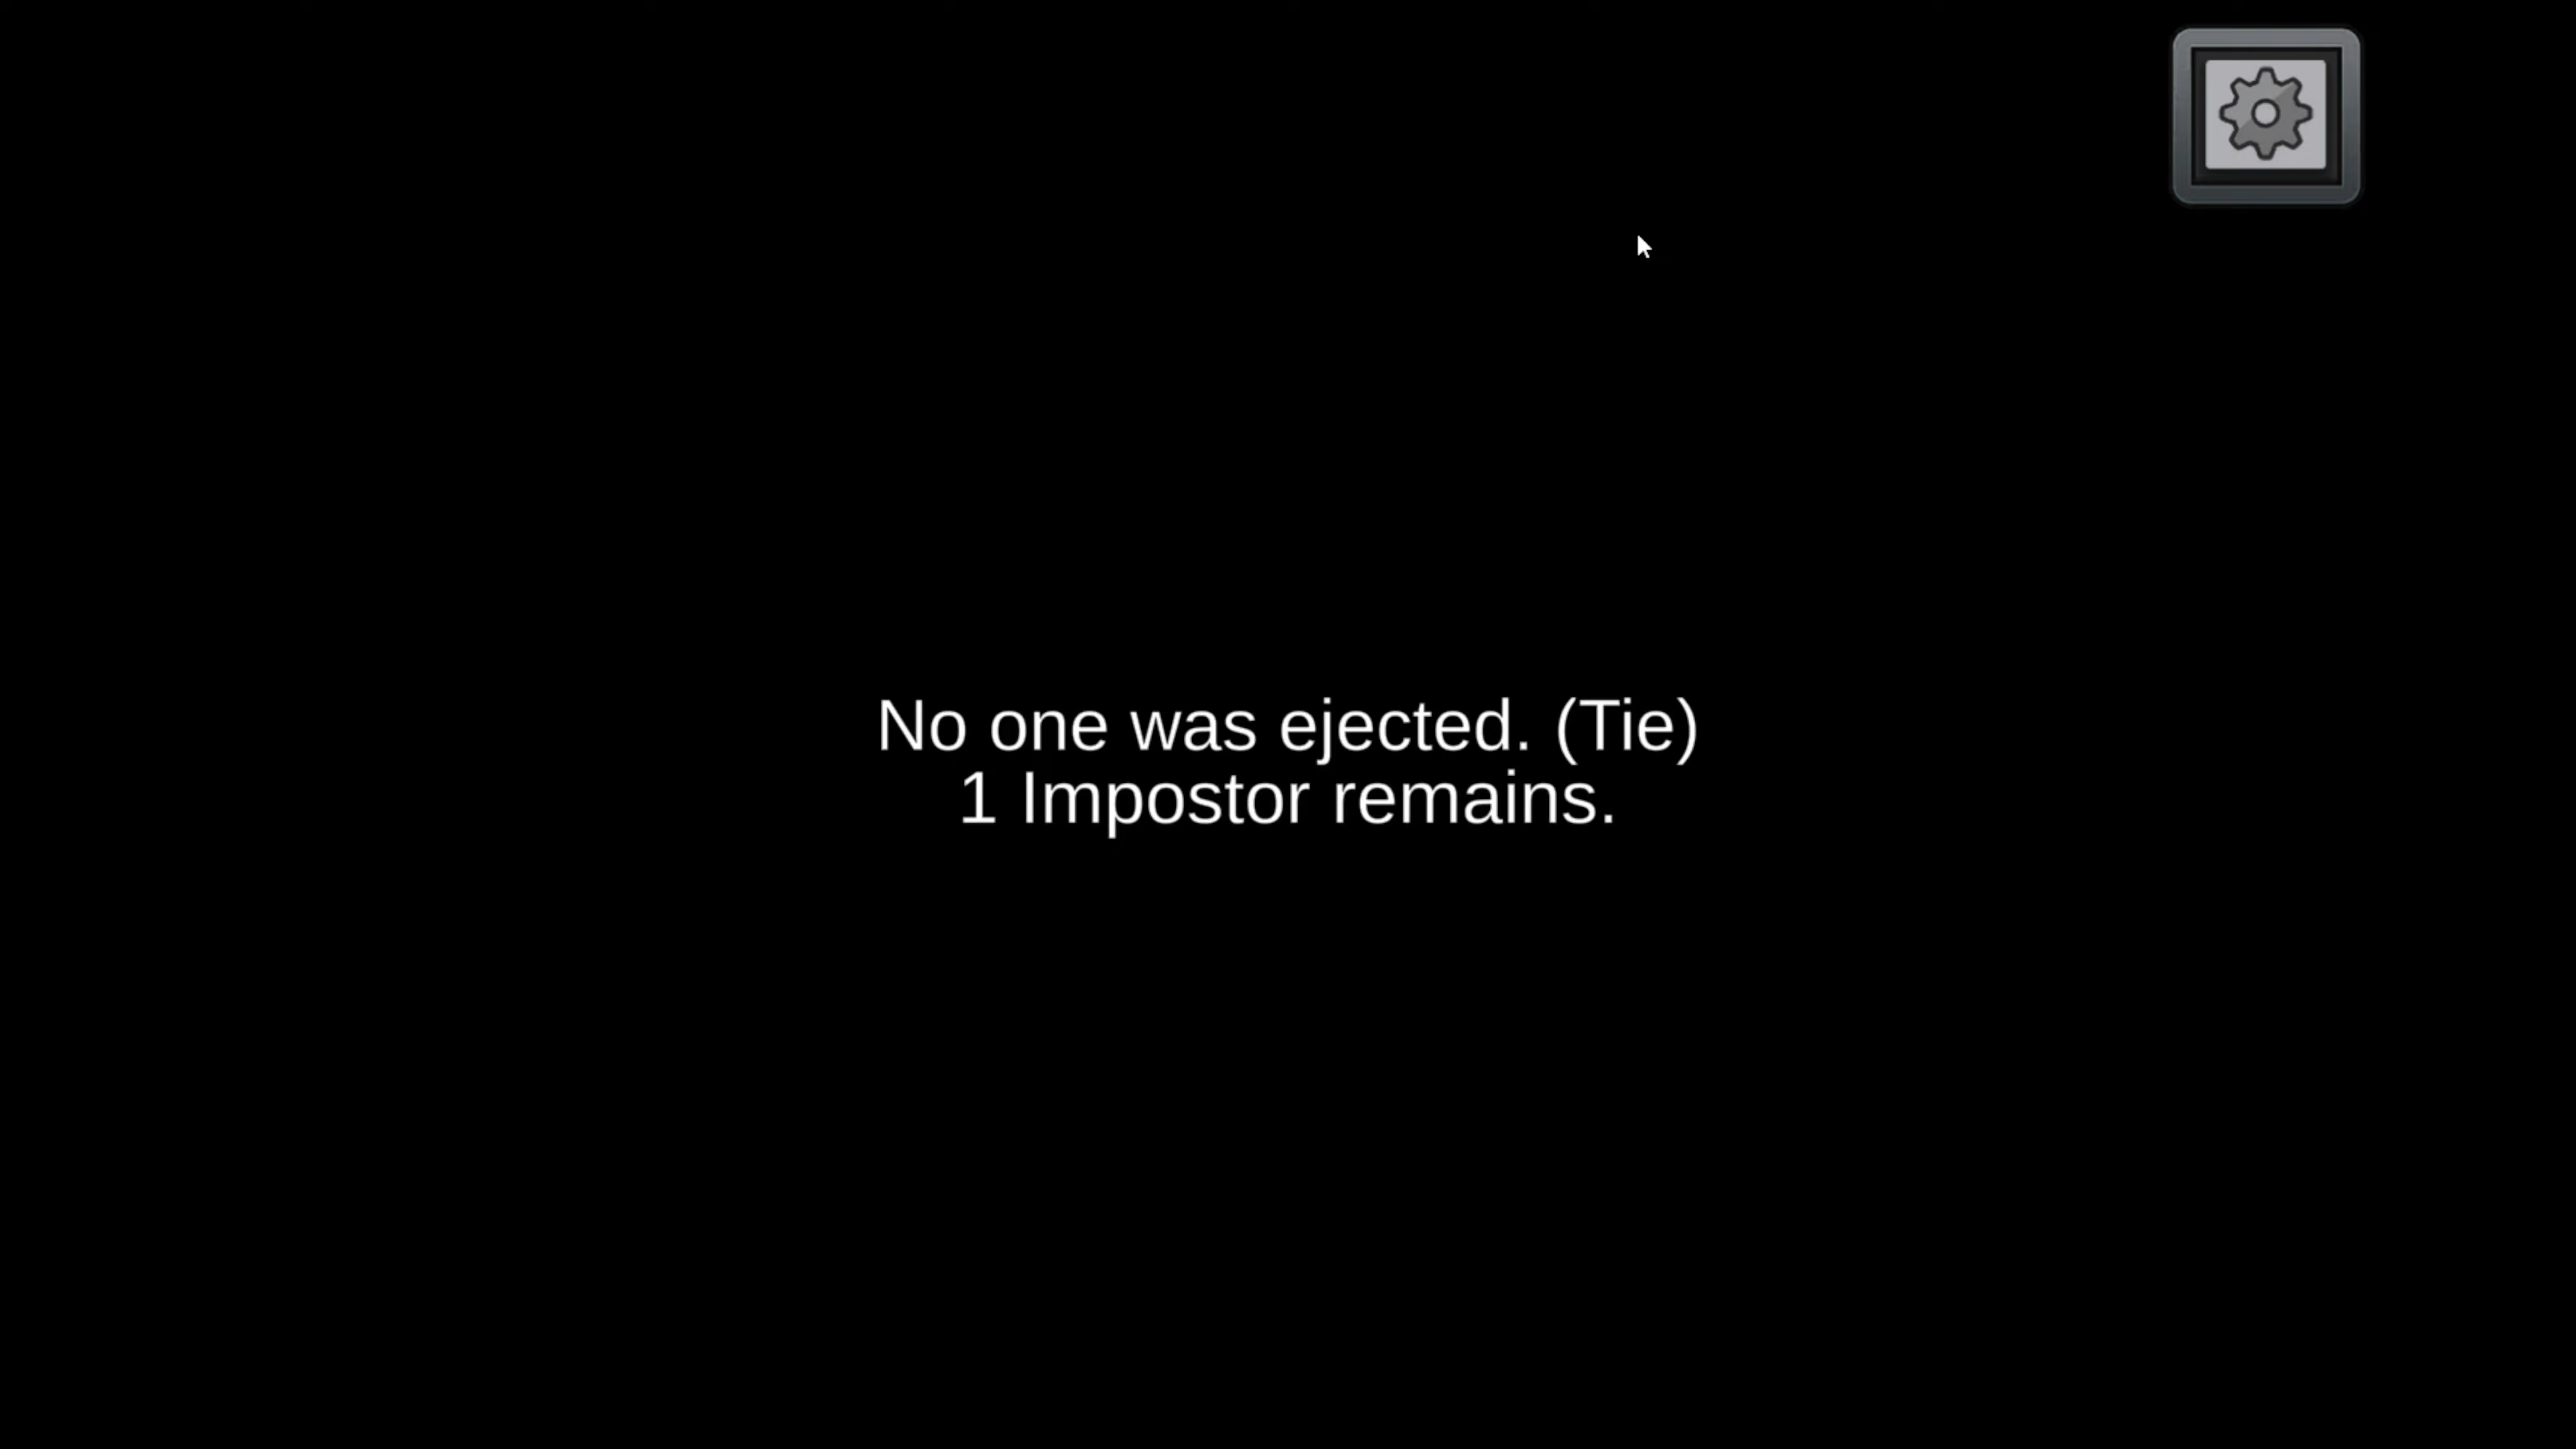 No one was ejected. (Tie)
1 Impostor remains.